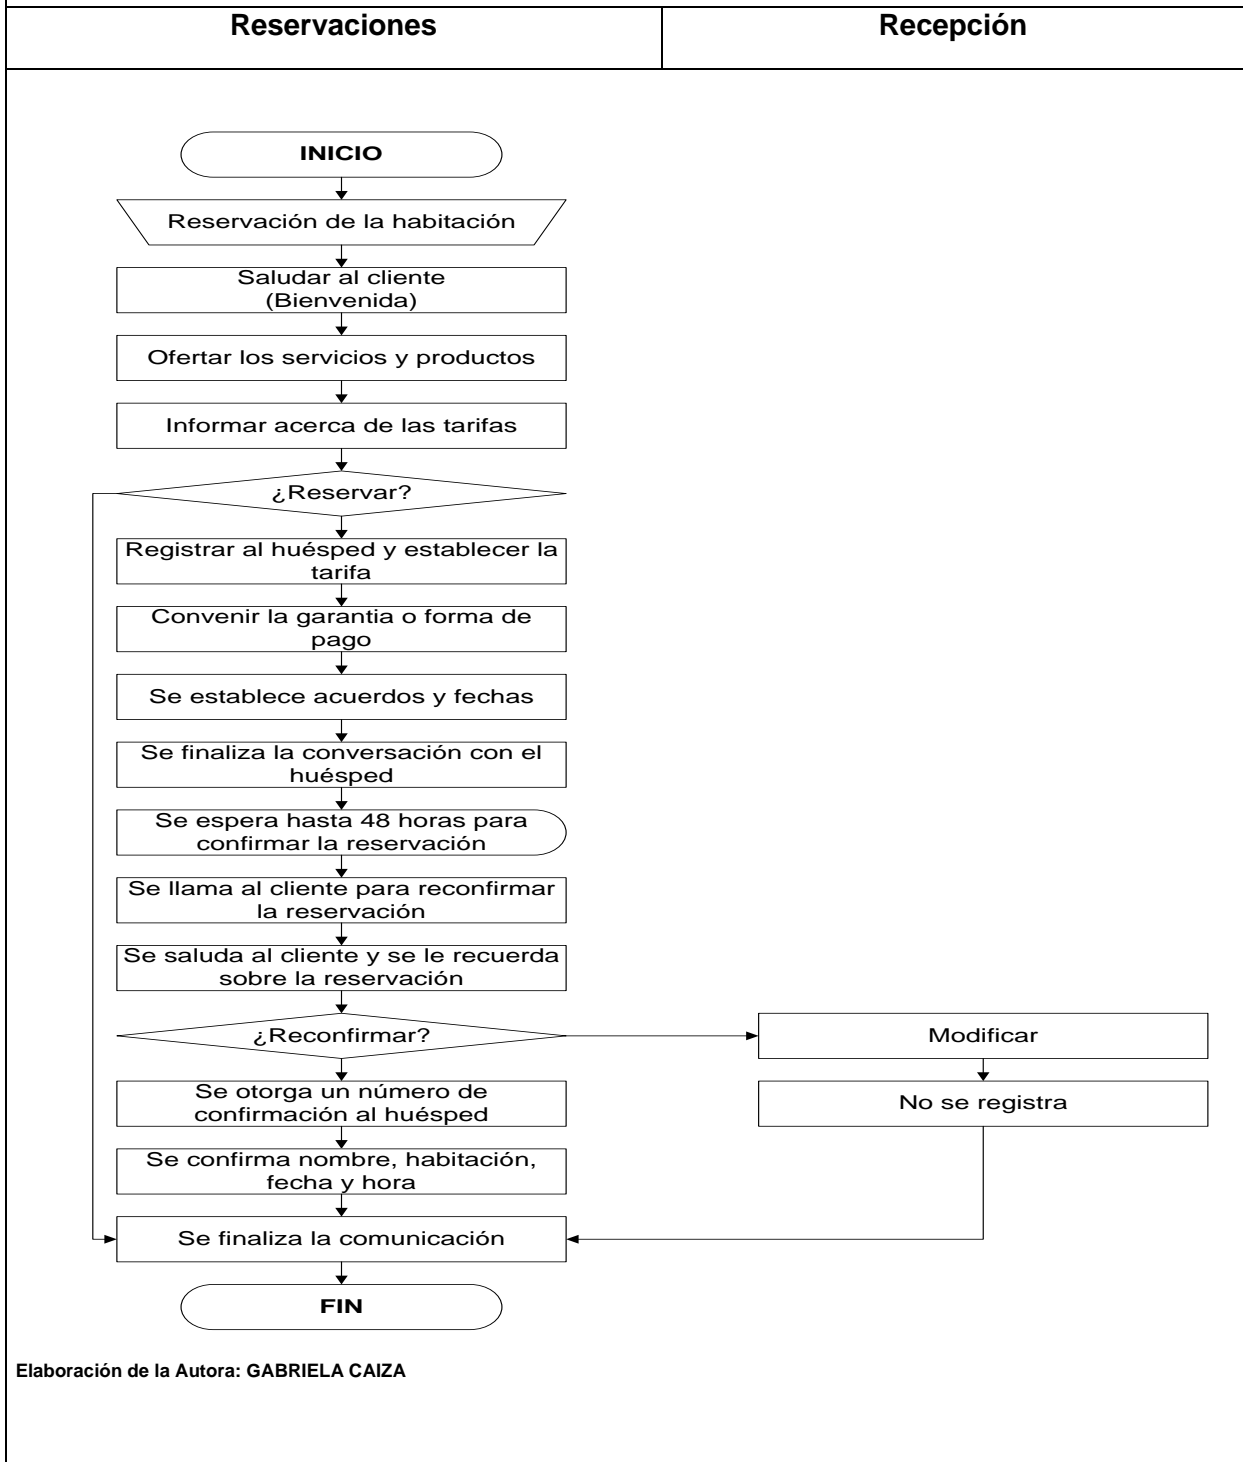 Reservaciones
Recepción
INICIO
Reservación de la habitación
Saludar al cliente
(Bienvenida)
Ofertar los servicios y productos
Informar acerca de las tarifas
¿Reservar?
Registrar al huésped y establecer la
tarifa
Convenir la garantia o forma de
pago
Se establece acuerdos y fechas
Se finaliza la conversación con el
huésped
Se espera hasta 48 horas para
confirmar la reservación
Se llama al cliente para reconfirmar
la reservación
Se saluda al cliente y se le recuerda
sobre la reservación
¿Reconfirmar?
Modificar
Se otorga un número de
confirmación al huésped
No se registra
Se confirma nombre, habitación,
fecha y hora
Se finaliza la comunicación
FIN
Elaboración de la Autora: GABRIELA CAIZA